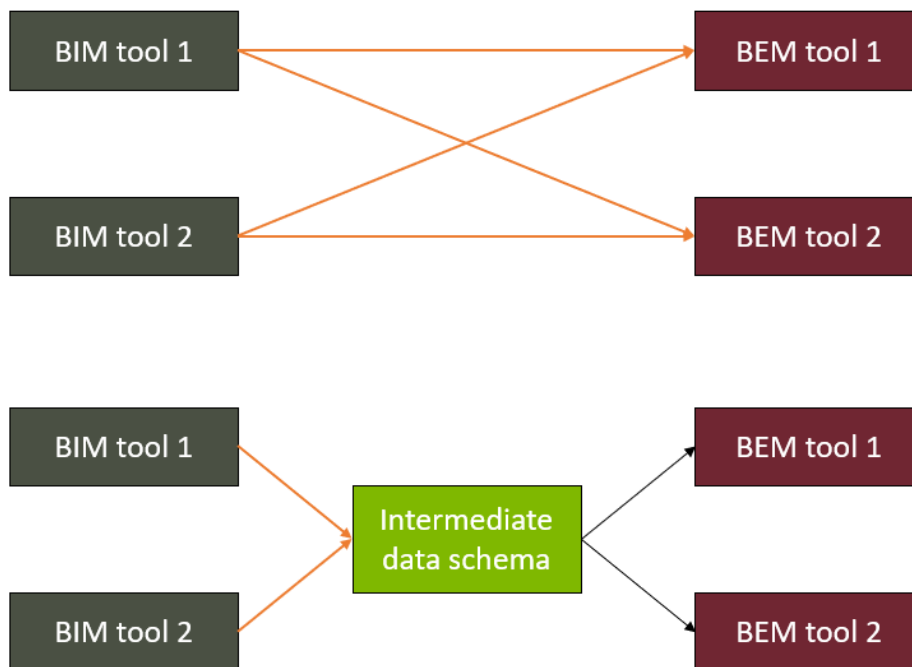 BIM tool 1
BEM tool 1
BIM tool 2
BEM tool 2
BIM tool 1
BEM tool 1
Intermediate
data schema
BIM tool 2
BEM tool 2